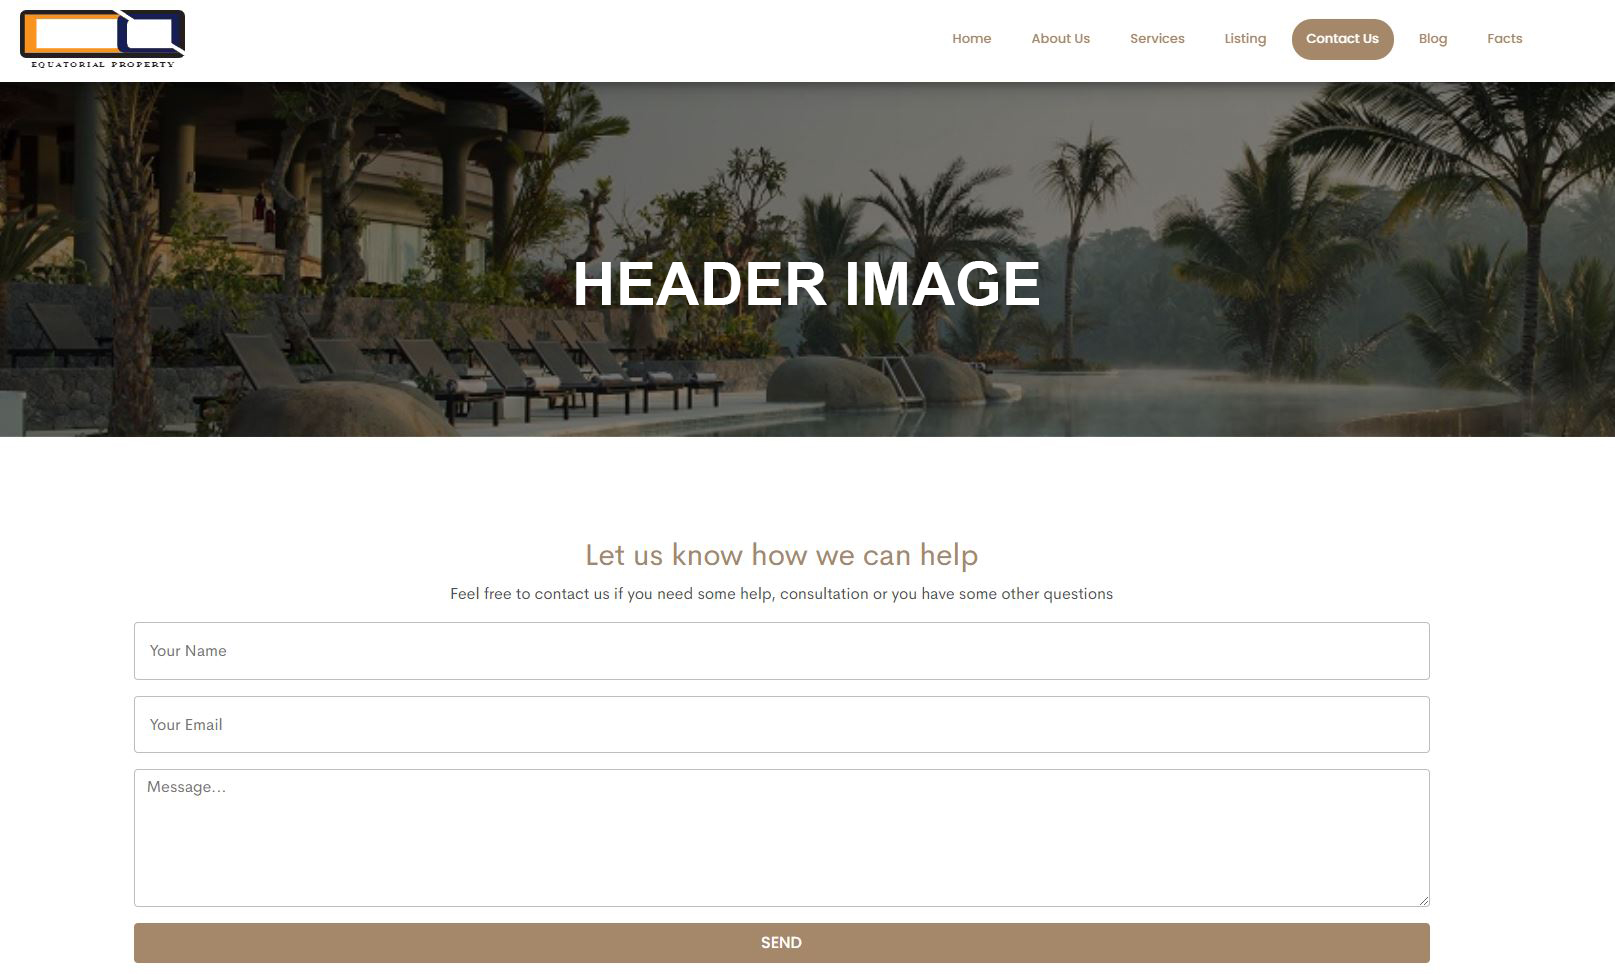 EQUATORIAL PROPERTY
Home
About Us
Services
Listing
Contact Us
Blog
Facts
HEADER IMAGE
Let us know how we can help
Feel free to contact us if you need some help, consultation or you have some other questions
Your Name
Your Email
Message...
SEND